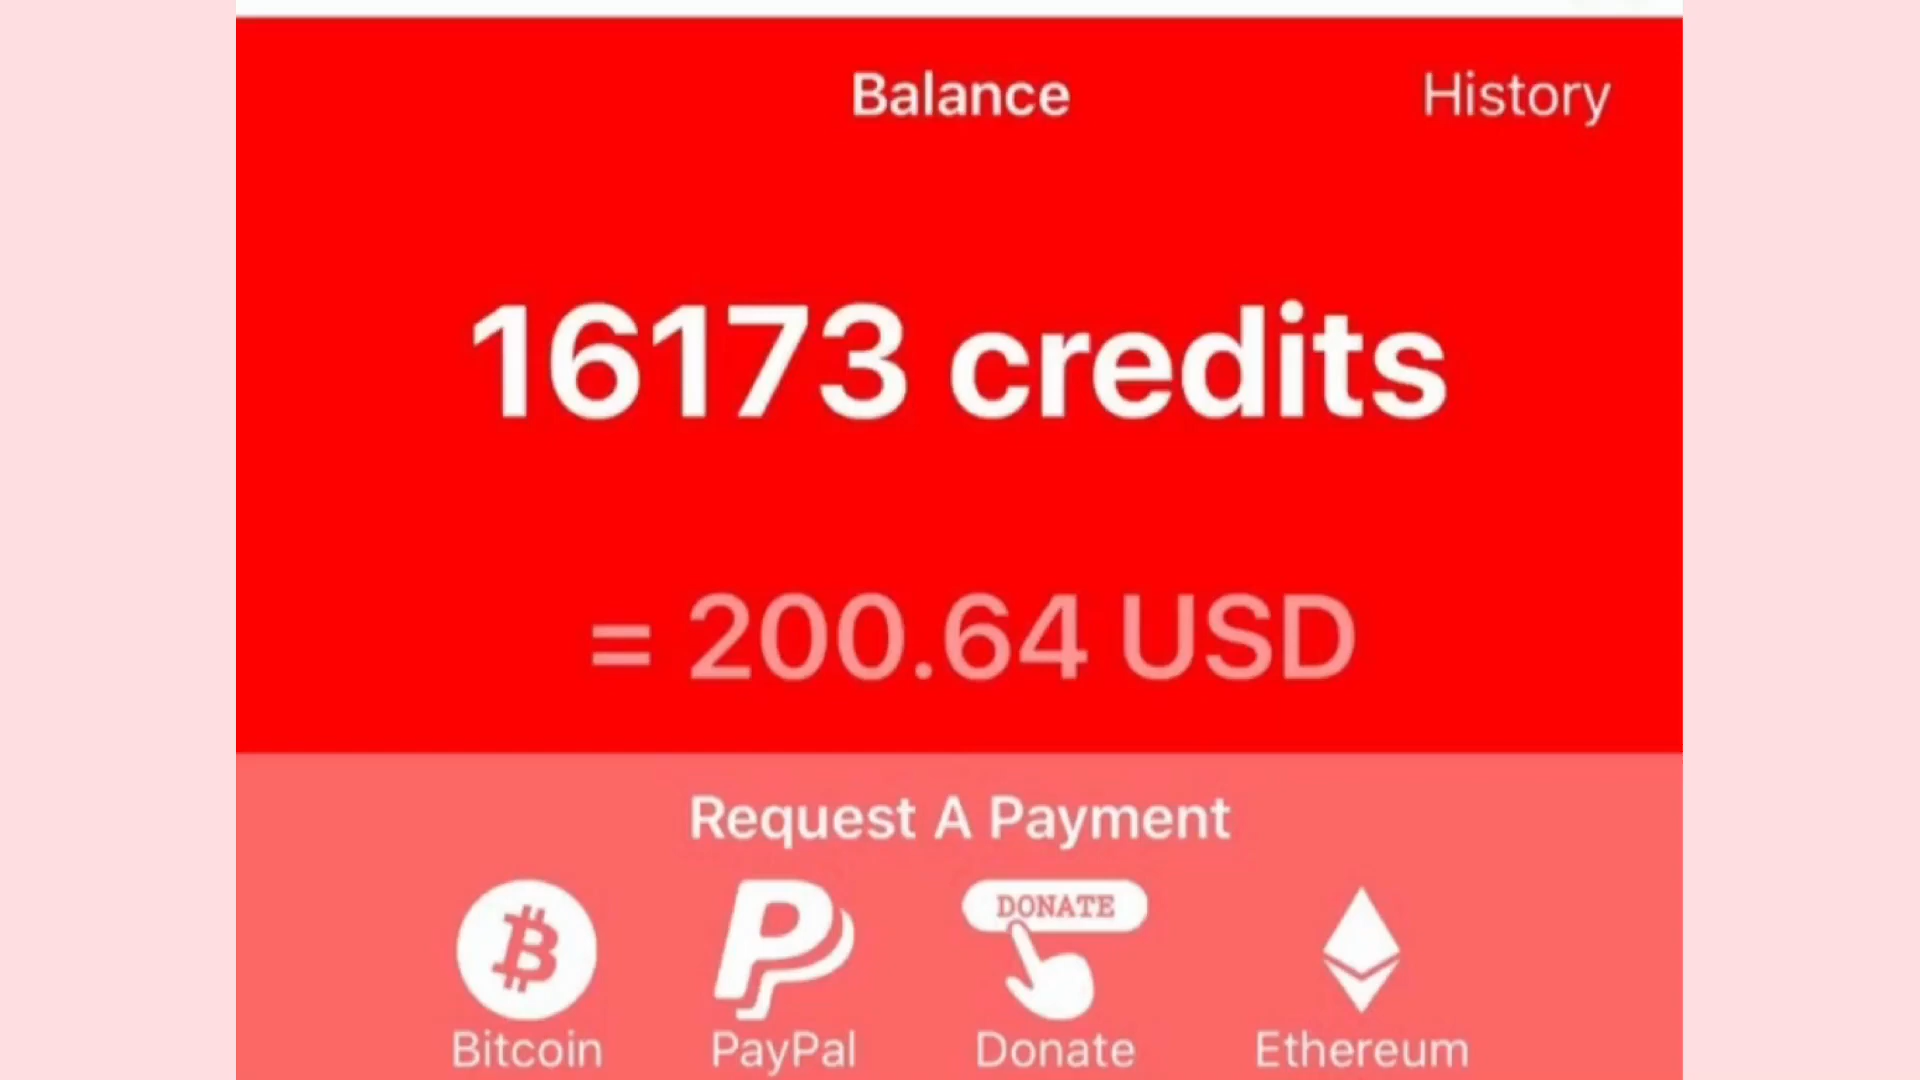 Balance History
16173 credits
= 200.64 USD
Request A Payment
DONATE
Bitcoin PayPal Donate Ethereum